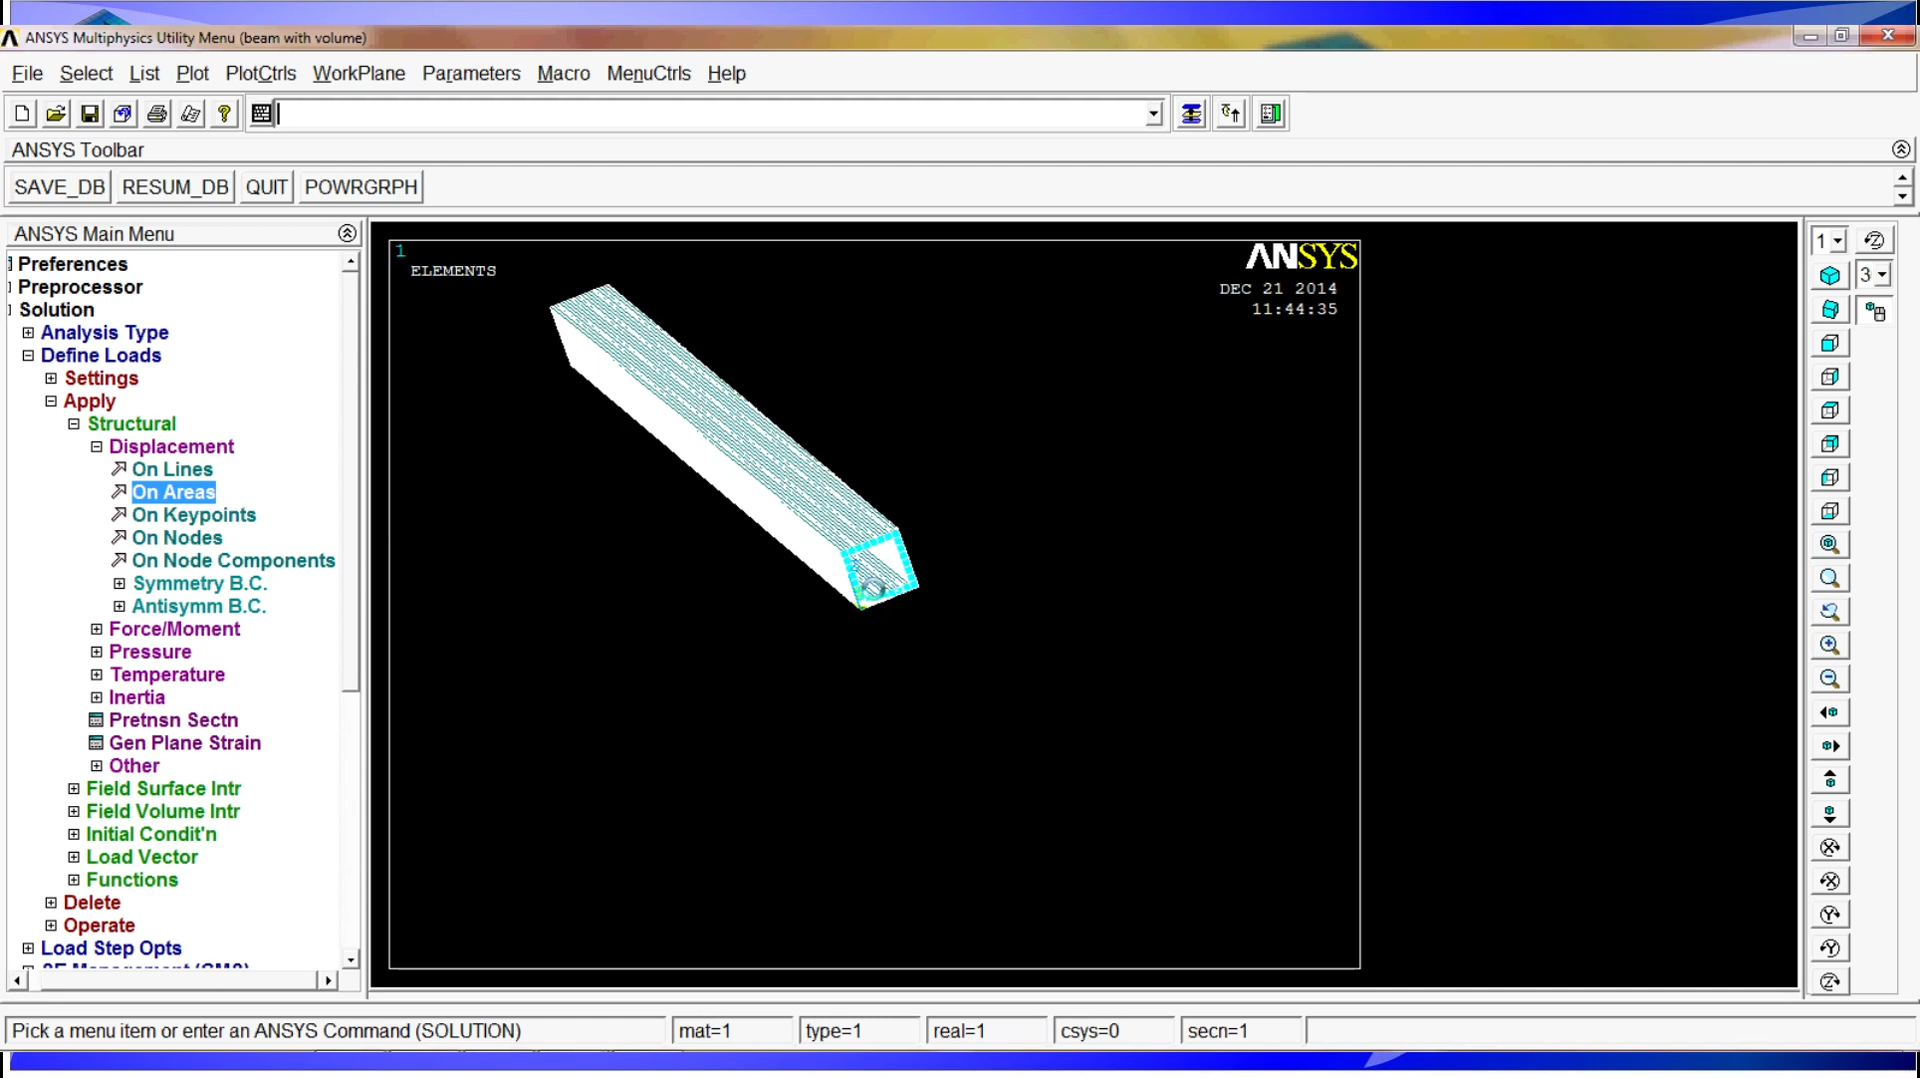 ANSYS Multiphysics Utility Menu (beam with volume)
File Select List Plot PlotCtrls WorkPlane Parameters Macro MenuCtrls Help
ANSYS Toolbar
SAVE_DB RESUM_DB QUIT POWRGRPH
ANSYS Main Menu
Preferences
Preprocessor
Solution
Analysis Type
Define Loads
Settings
Apply
Structural
Displacement
On Lines
On Areas
On Keypoints
On Nodes
On Node Components
Symmetry B.C.
Antisymm B.C.
Force/Moment
Pressure
Temperature
Inertia
Pretnsn Sectn
Gen Plane Strain
Other
Field Surface Intr
Field Volume Intr
Initial Condit'n
Load Vector
Functions
Delete
Operate
Load Step Opts
1
ELEMENTS
ANSYS
DEC 21 2014
11:44:35
1
3
Pick a menu item or enter an ANSYS Command (SOLUTION) mat=1 type=1 real=1 csys=0 secn=1